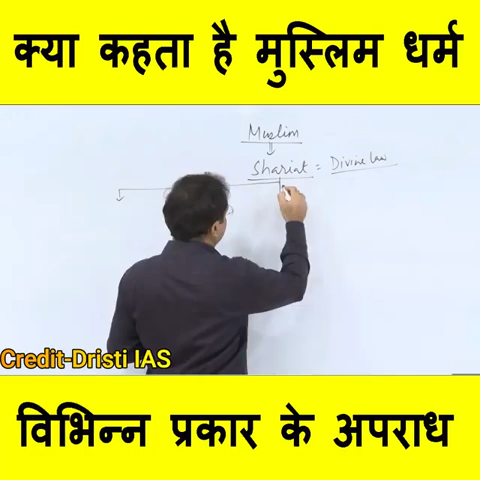 क्या कहता है मुस्लिम धर्म
Muslim
Shariat = Divine law
Credit-Dristi IAS
विभिन्न प्रकार के अपराध